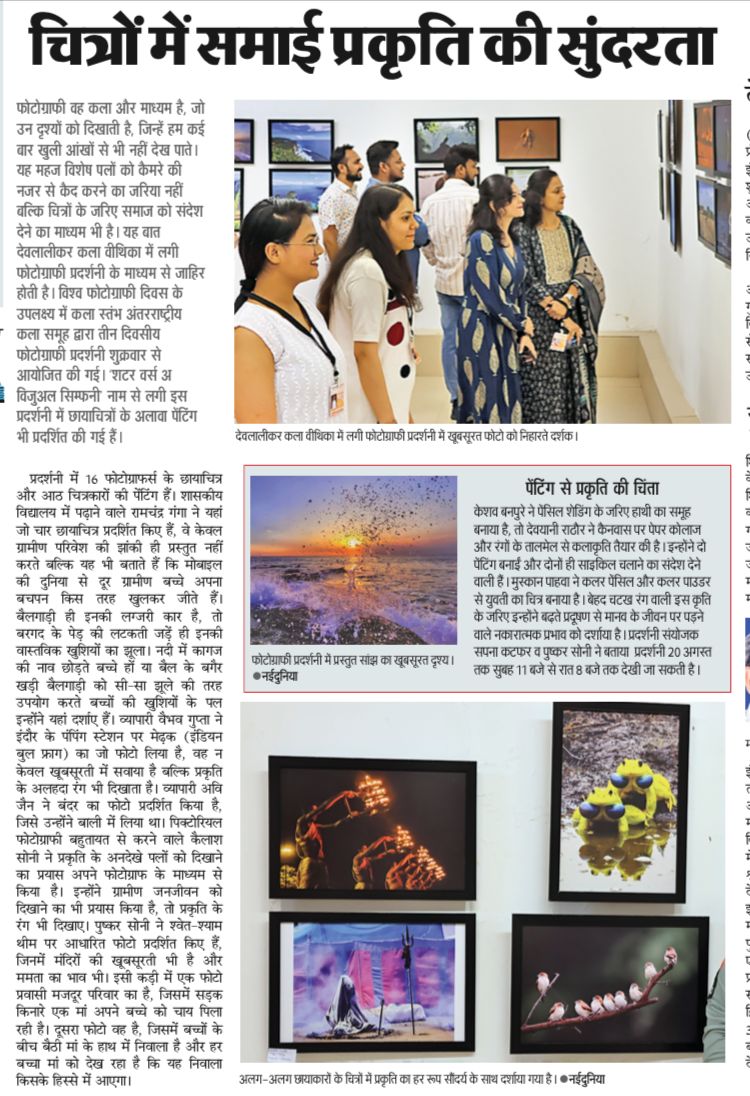 चित्रों में समाई प्रकृति की सुंदरता
फोटोग्राफी वह कला और माध्यम है, जो
उन दृश्यों को दिखाती है, जिन्हें हम कई
बार खुली आंखों से भी नहीं देख पाते।
यह महज विशेष पलों को कैमरे की
नजर से कैद करने का जरिया नहीं
बल्कि चित्रों के जरिए समाज को संदेश
देने का माध्यम भी है। यह बात
देवलालीकर कला वीथिका में लगी
फोटोग्राफी प्रदर्शनी के माध्यम से जाहिर
होती है। विश्व फोटोग्राफी दिवस के
उपलक्ष्य में कला स्तंभ अंतरराष्ट्रीय
कला समूह द्वारा तीन दिवसीय
फोटोग्राफी प्रदर्शनी शुक्रवार से
आयोजित की गई। 'शटर वर्स अ
विजुअल सिम्फनी' नाम से लगी इस
प्रदर्शनी में छायाचित्रों के अलावा पेंटिंग
भी प्रदर्शित की गई हैं।
देवलालीकर कला वीथिका में लगी फोटोग्राफी प्रदर्शनी में खूबसूरत फोटो को निहारते दर्शक।
प्रदर्शनी में 16 फोटोग्राफर्स के छायाचित्र
और आठ चित्रकारों की पेंटिंग हैं। शासकीय
विद्यालय में पढ़ाने वाले रामचंद्र गंगा ने यहां
जो चार छायाचित्र प्रदर्शित किए हैं, वे केवल
ग्रामीण परिवेश की झांकी ही प्रस्तुत नहीं
करते बल्कि यह भी बताते हैं कि मोबाइल
की दुनिया से दूर ग्रामीण बच्चे अपना
बचपन किस तरह खुलकर जीते हैं।
बैलगाड़ी ही इनकी लग्जरी कार है, तो
बरगद के पेड़ की लटकती जड़ें ही इनकी
वास्तविक खुशियों का झूला। नदी में कागज
की नाव छोड़ते बच्चे हों या बैल के बगैर
खड़ी बैलगाड़ी को सी-सा झूले की तरह
उपयोग करते बच्चों की खुशियों के पल
इन्होंने यहां दर्शाए हैं। व्यापारी वैभव गुप्ता ने
इंदौर के पंपिंग स्टेशन पर मेढ़क (इंडियन
बुल फ्राग) का जो फोटो लिया है, वह न
केवल खूबसूरती में सवाया है बल्कि प्रकृति
के अलहदा रंग भी दिखाता है। व्यापारी अवि
जैन ने बंदर का फोटो प्रदर्शित किया है,
जिसे उन्होंने बाली में लिया था। पिक्टोरियल
फोटोग्राफी बहुतायत से करने वाले कैलाश
सोनी ने प्रकृति के अनदेखे पलों को दिखाने
का प्रयास अपने फोटोग्राफ के माध्यम से
किया है। इन्होंने ग्रामीण जनजीवन को
दिखाने का भी प्रयास किया है, तो प्रकृति के
रंग भी दिखाए। पुष्कर सोनी ने श्वेत-श्याम
थीम पर आधारित फोटो प्रदर्शित किए हैं,
जिनमें मंदिरों की खूबसूरती भी है और
ममता का भाव भी। इसी कड़ी में एक फोटो
प्रवासी मजदूर परिवार का है, जिसमें सड़क
किनारे एक मां अपने बच्चे को चाय पिला
रही है। दूसरा फोटो वह है, जिसमें बच्चों के
बीच बैठी मां के हाथ में निवाला है और हर
बच्चा मां को देख रहा है कि यह निवाला
किसके हिस्से में आएगा।
पेंटिंग से प्रकृति की चिंता
केशव बनपुरे ने पेंसिल शेडिंग के जरिए हाथी का समूह
बनाया है, तो देवयानी राठौर ने कैनवास पर पेपर कोलाज
और रंगों के तालमेल से कलाकृति तैयार की है। इन्होंने दो
पेंटिंग बनाईं और दोनों ही साइकिल चलाने का संदेश देने
वाली हैं। मुस्कान पाहवा ने कलर पेंसिल और कलर पाउडर
से युवती का चित्र बनाया है। बेहद चटख रंग वाली इस कृति
के जरिए इन्होंने बढ़ते प्रदूषण से मानव के जीवन पर पड़ने
वाले नकारात्मक प्रभाव को दर्शाया है। प्रदर्शनी संयोजक
सपना कटफर व पुष्कर सोनी ने बताया प्रदर्शनी 20 अगस्त
तक सुबह 11 बजे से रात 8 बजे तक देखी जा सकती है।
फोटोग्राफी प्रदर्शनी में प्रस्तुत सांझ का खूबसूरत दृश्य।
●नईदुनिया
अलग-अलग छायाकारों के चित्रों में प्रकृति का हर रूप सौंदर्य के साथ दर्शाया गया है। ●नईदुनिया